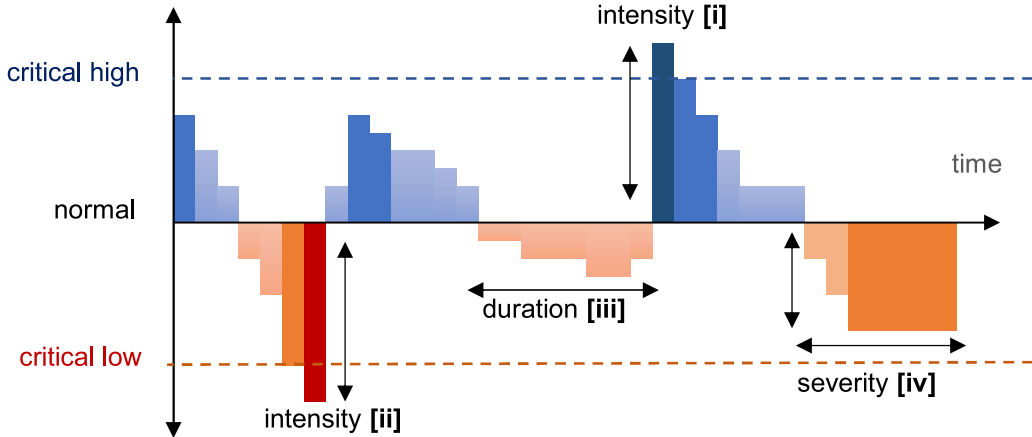 intensity [i]
critical high
time
normal
duration [iii]
critical low
severity [iv]
intensity [ii]